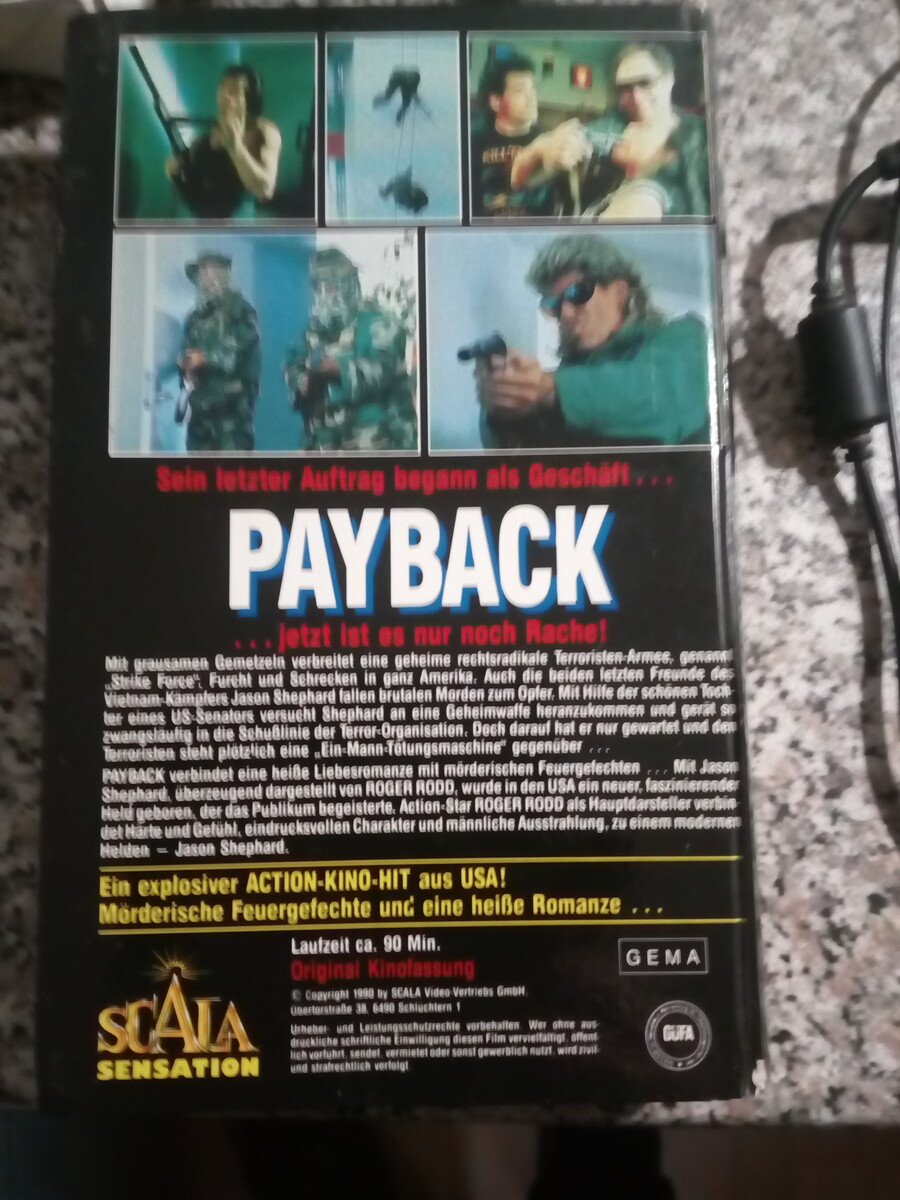 Sein letzter Auftrag begann als Geschäft...
PAYBACK
...jetzt ist es nur noch Rache!
Mit grausamen Gemetzeln verbreitet eine geheime rechtsradikale Terroristen-Armee, genannt
„Strike Force“, Furcht und Schrecken in ganz Amerika. Auch die beiden letzten Freunde des
Vietnam-Kämpfers Jason Shephard fallen brutalen Morden zum Opfer. Mit Hilfe der schönen Toch-
ter eines US-Senators versucht Shephard an eine Geheimwaffe heranzukommen und gerät so
zwangsläufig in die Schußlinie der Terror-Organisation. Doch darauf hat er nur gewartet und den
Terroristen steht plötzlich eine „Ein-Mann-Tötungsmaschine“ gegenüber ...
PAYBACK verbindet eine heiße Liebesromanze mit mörderischen Feuergefechten ... Mit Jason
Shephard, überzeugend dargestellt von ROGER RODD, wurde in den USA ein neuer, faszinierender
Held geboren, der das Publikum begeisterte. Action-Star ROGER RODD als Hauptdarsteller verbin-
det Härte und Gefühl, eindrucksvollen Charakter und männliche Ausstrahlung, zu einem modernen
Helden – Jason Shephard.
Ein explosiver ACTION-KINO-HIT aus USA!
Mörderische Feuergefechte und eine heiße Romanze ...
Laufzeit ca. 90 Min.
Original Kinofassung
GEMA
© Copyright 1990 by SCALA Video-Vertriebs GmbH.
Obertorstraße 38, 6490 Schlüchtern 1
Urheber- und Leistungsschutzrechte vorbehalten. Wer ohne aus-
drückliche schriftliche Einwilligung diesen Film vervielfältigt, öffent-
lich vorführt, sendet, vermietet oder sonst gewerblich nutzt, wird zivil-
und strafrechtlich verfolgt.
SCALA
SENSATION
GÜFA